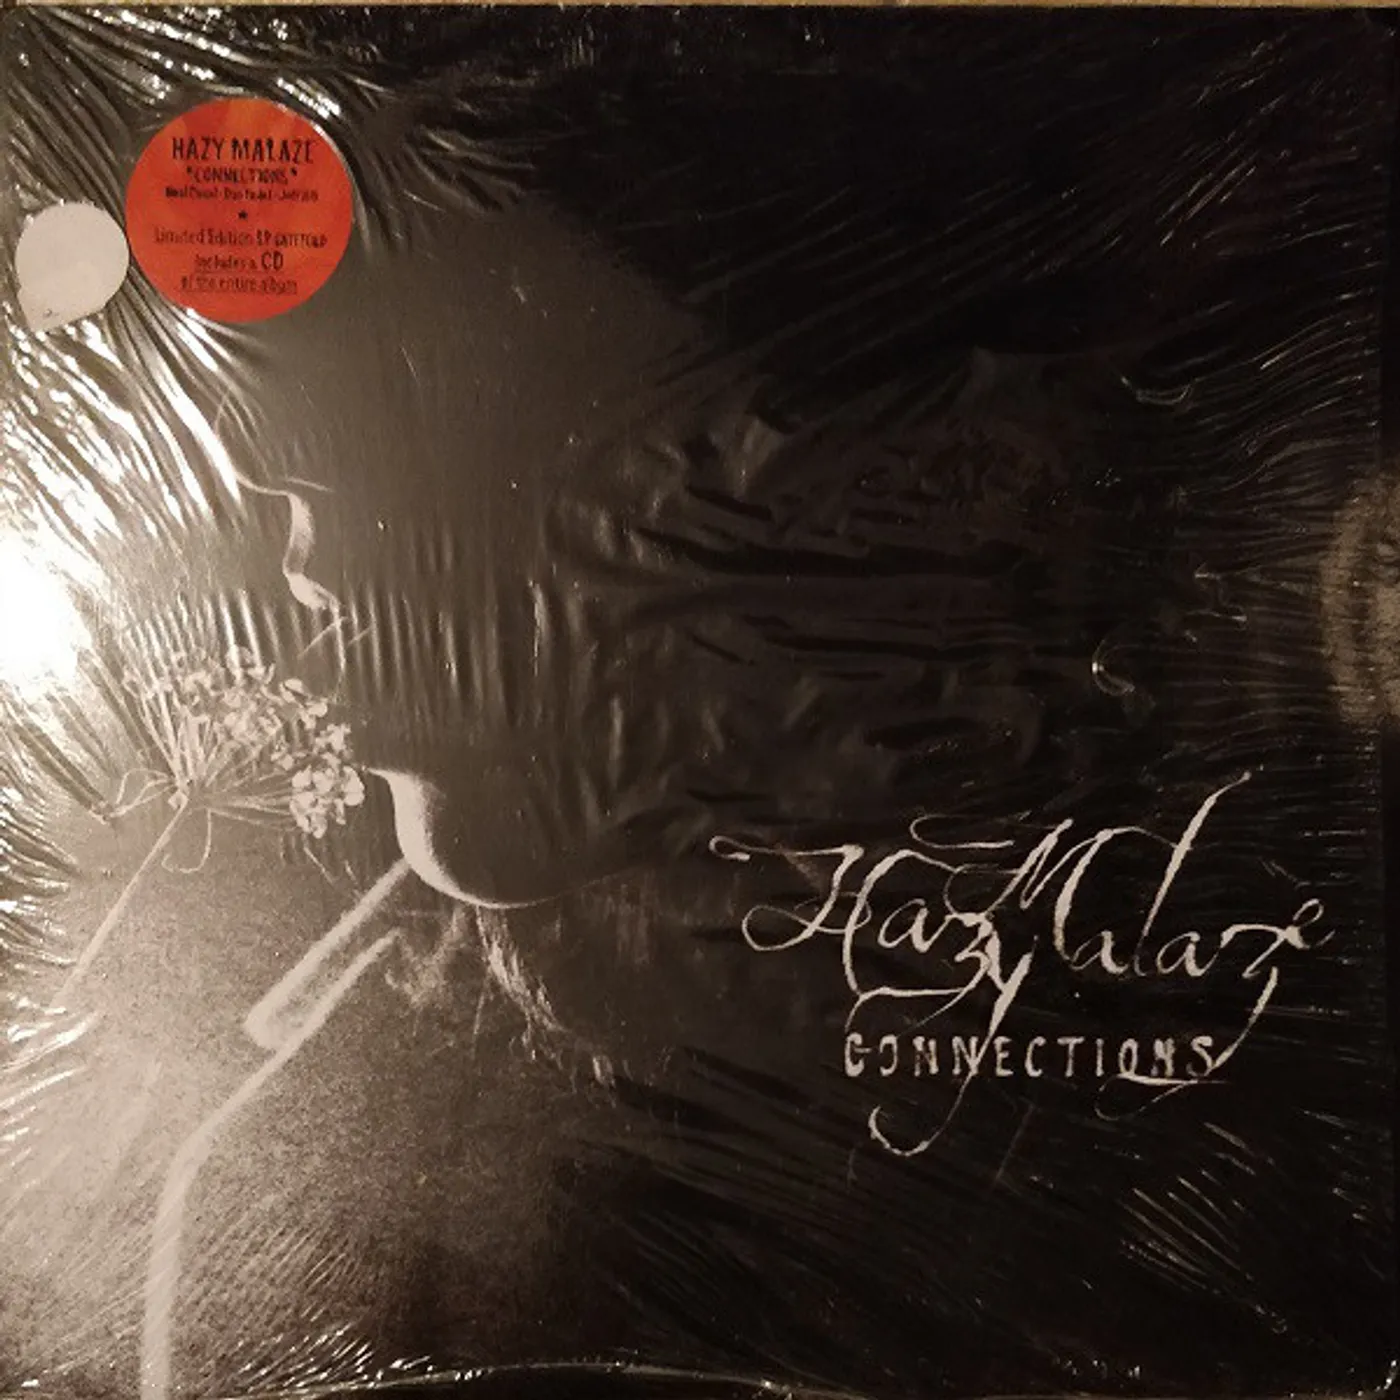 HAZY MALAZE
"CONNECTIONS"
Limited Edition LP GATEFOLD
includes a CD
of the entire album
Hazy Malaze
CONNECTIONS